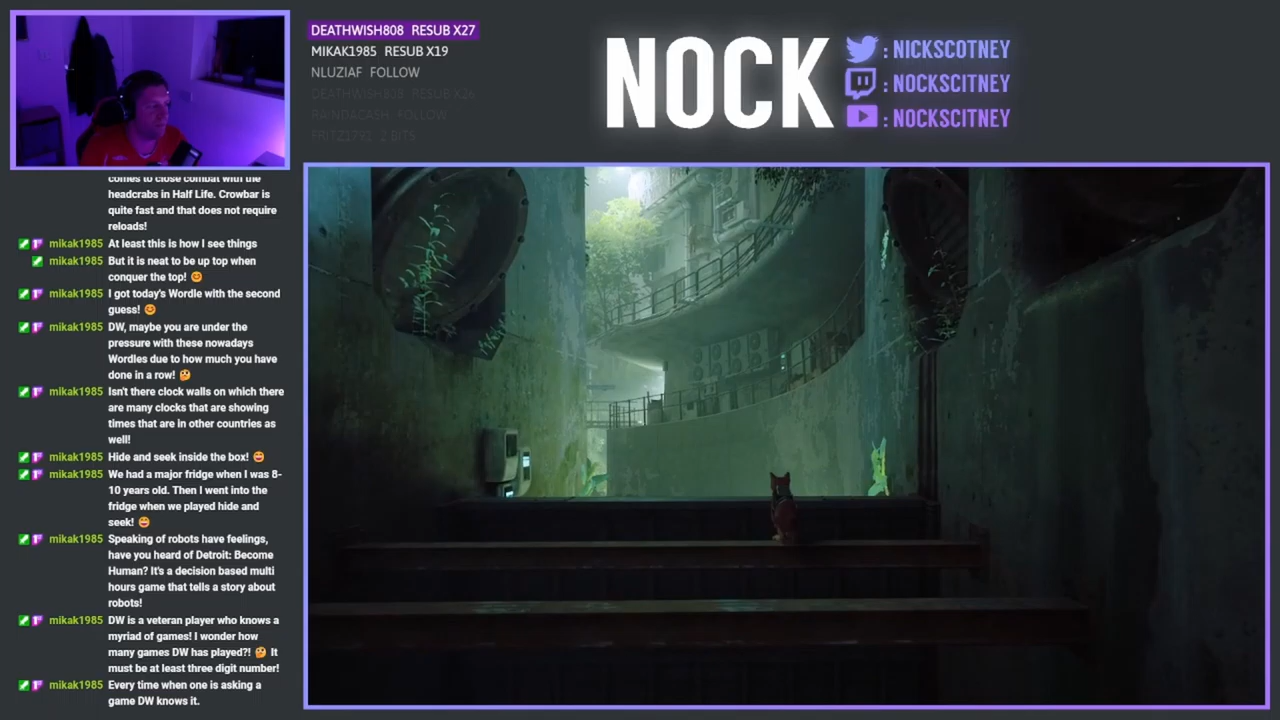 DEATHWISH808 RESUB X27
MIKAK1985 RESUB X19
NLUZIAF FOLLOW
DEATHWISH808 RESUB X26
RAINDACASH FOLLOW
FRITZ1791 2 BITS
NOCK
: NICKSCOTNEY
: NOCKSCITNEY
: NOCKSCITNEY
comes to close combat with the
headcrabs in Half Life. Crowbar is
quite fast and that does not require
reloads!
mikak1985 At least this is how I see things
mikak1985 But it is neat to be up top when
conquer the top! 😊
mikak1985 I got today's Wordle with the second
guess! 😊
mikak1985 DW, maybe you are under the
pressure with these nowadays
Wordles due to how much you have
done in a row! 🤔
mikak1985 Isn't there clock walls on which there
are many clocks that are showing
times that are in other countries as
well!
mikak1985 Hide and seek inside the box! 😄
mikak1985 We had a major fridge when I was 8-
10 years old. Then I went into the
fridge when we played hide and
seek! 😄
mikak1985 Speaking of robots have feelings,
have you heard of Detroit: Become
Human? It's a decision based multi
hours game that tells a story about
robots!
mikak1985 DW is a veteran player who knows a
myriad of games! I wonder how
many games DW has played?! 🤔 It
must be at least three digit number!
mikak1985 Every time when one is asking a
game DW knows it.